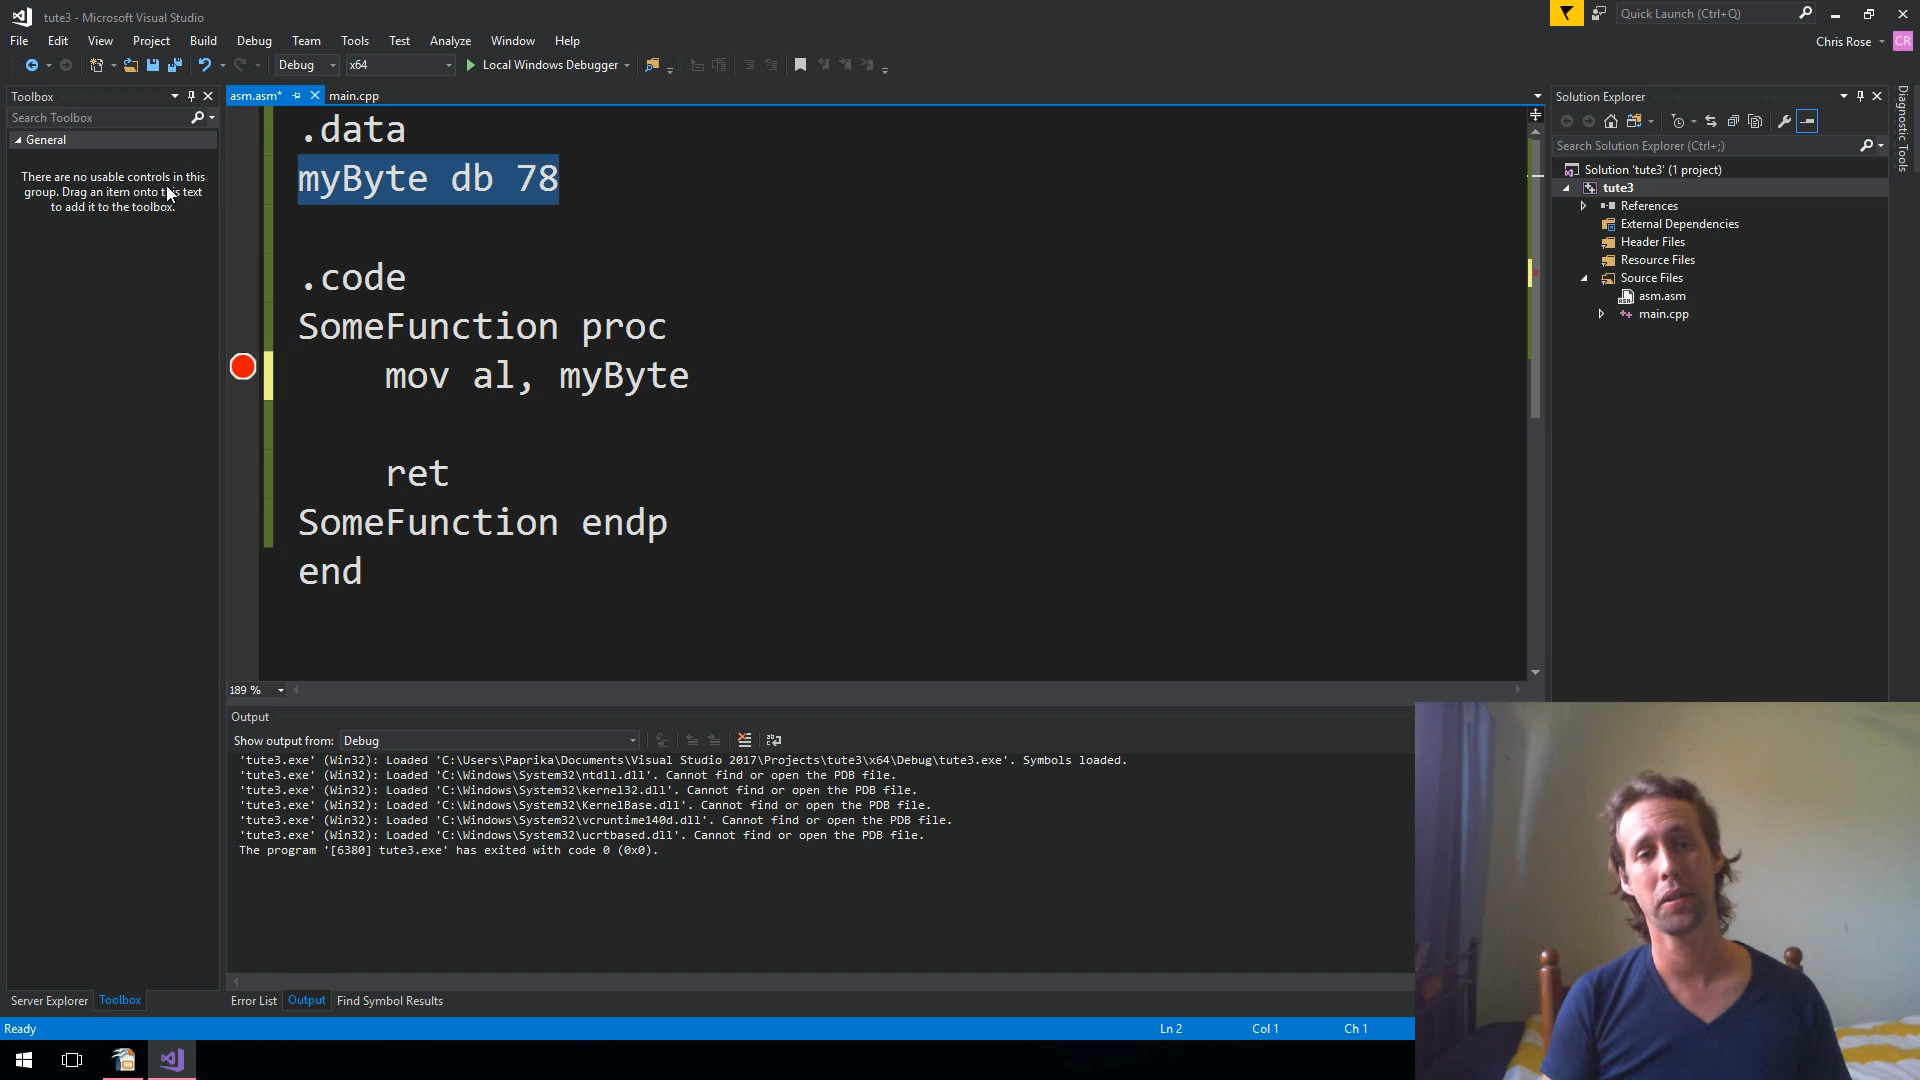 tute3 - Microsoft Visual Studio
Quick Launch (Ctrl+Q)
File Edit View Project Build Debug Team Tools Test Analyze Window Help
Chris Rose CR
Debug x64 Local Windows Debugger
Toolbox
Search Toolbox
General
There are no usable controls in this
group. Drag an item onto this text
to add it to the toolbox.
asm.asm* main.cpp
.data
myByte db 78
.code
SomeFunction proc
mov al, myByte
ret
SomeFunction endp
end
189 %
Solution Explorer
Search Solution Explorer (Ctrl+;)
Solution 'tute3' (1 project)
tute3
References
External Dependencies
Header Files
Resource Files
Source Files
asm.asm
main.cpp
Diagnostic Tools
Output
Show output from: Debug
'tute3.exe' (Win32): Loaded 'C:\Users\Paprika\Documents\Visual Studio 2017\Projects\tute3\x64\Debug\tute3.exe'. Symbols loaded.
'tute3.exe' (Win32): Loaded 'C:\Windows\System32\ntdll.dll'. Cannot find or open the PDB file.
'tute3.exe' (Win32): Loaded 'C:\Windows\System32\kernel32.dll'. Cannot find or open the PDB file.
'tute3.exe' (Win32): Loaded 'C:\Windows\System32\KernelBase.dll'. Cannot find or open the PDB file.
'tute3.exe' (Win32): Loaded 'C:\Windows\System32\vcruntime140d.dll'. Cannot find or open the PDB file.
'tute3.exe' (Win32): Loaded 'C:\Windows\System32\ucrtbased.dll'. Cannot find or open the PDB file.
The program '[6380] tute3.exe' has exited with code 0 (0x0).
Server Explorer Toolbox
Error List Output Find Symbol Results
Ready
Ln 2 Col 1 Ch 1